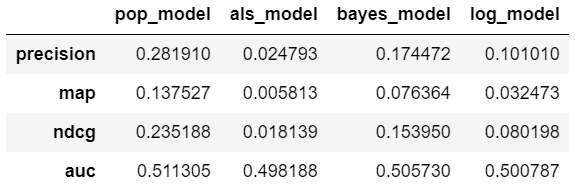 pop_model als_model bayes_model log_model
precision 0.281910 0.024793 0.174472 0.101010
map 0.137527 0.005813 0.076364 0.032473
ndcg 0.235188 0.018139 0.153950 0.080198
auc 0.511305 0.498188 0.505730 0.500787